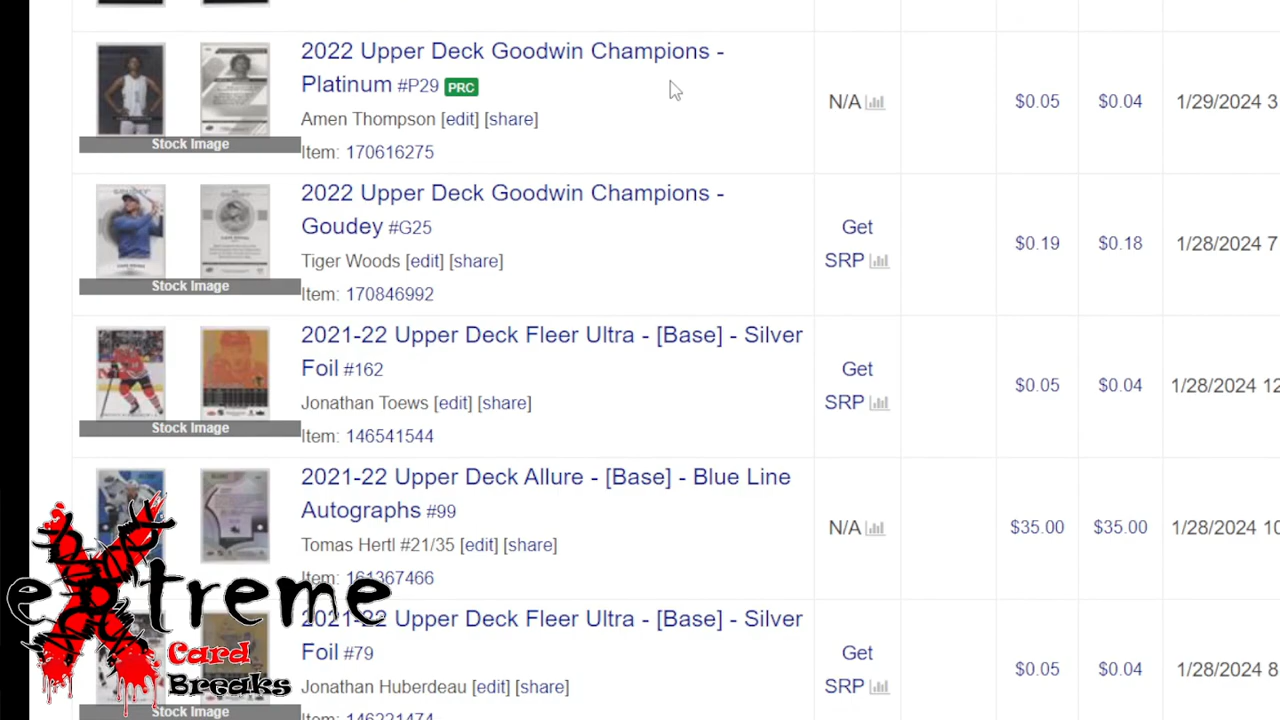 2022 Upper Deck Goodwin Champions -
Platinum #P29 PRC
Amen Thompson [edit] [share]
Item: 170616275
Stock Image
N/A
$0.05
$0.04
1/29/2024 3
2022 Upper Deck Goodwin Champions -
Goudey #G25
Tiger Woods [edit] [share]
Item: 170846992
Stock Image
Get
SRP
$0.19
$0.18
1/28/2024 7
2021-22 Upper Deck Fleer Ultra - [Base] - Silver
Foil #162
Jonathan Toews [edit] [share]
Item: 146541544
Stock Image
Get
SRP
$0.05
$0.04
1/28/2024 12
2021-22 Upper Deck Allure - [Base] - Blue Line
Autographs #99
Tomas Hertl #21/35 [edit] [share]
Item: 161367466
N/A
$35.00
$35.00
1/28/2024 10
2021-22 Upper Deck Fleer Ultra - [Base] - Silver
Foil #79
Jonathan Huberdeau [edit] [share]
Item: 146221474
Stock Image
Get
SRP
$0.05
$0.04
1/28/2024 8
eXtreme
Card
Breaks